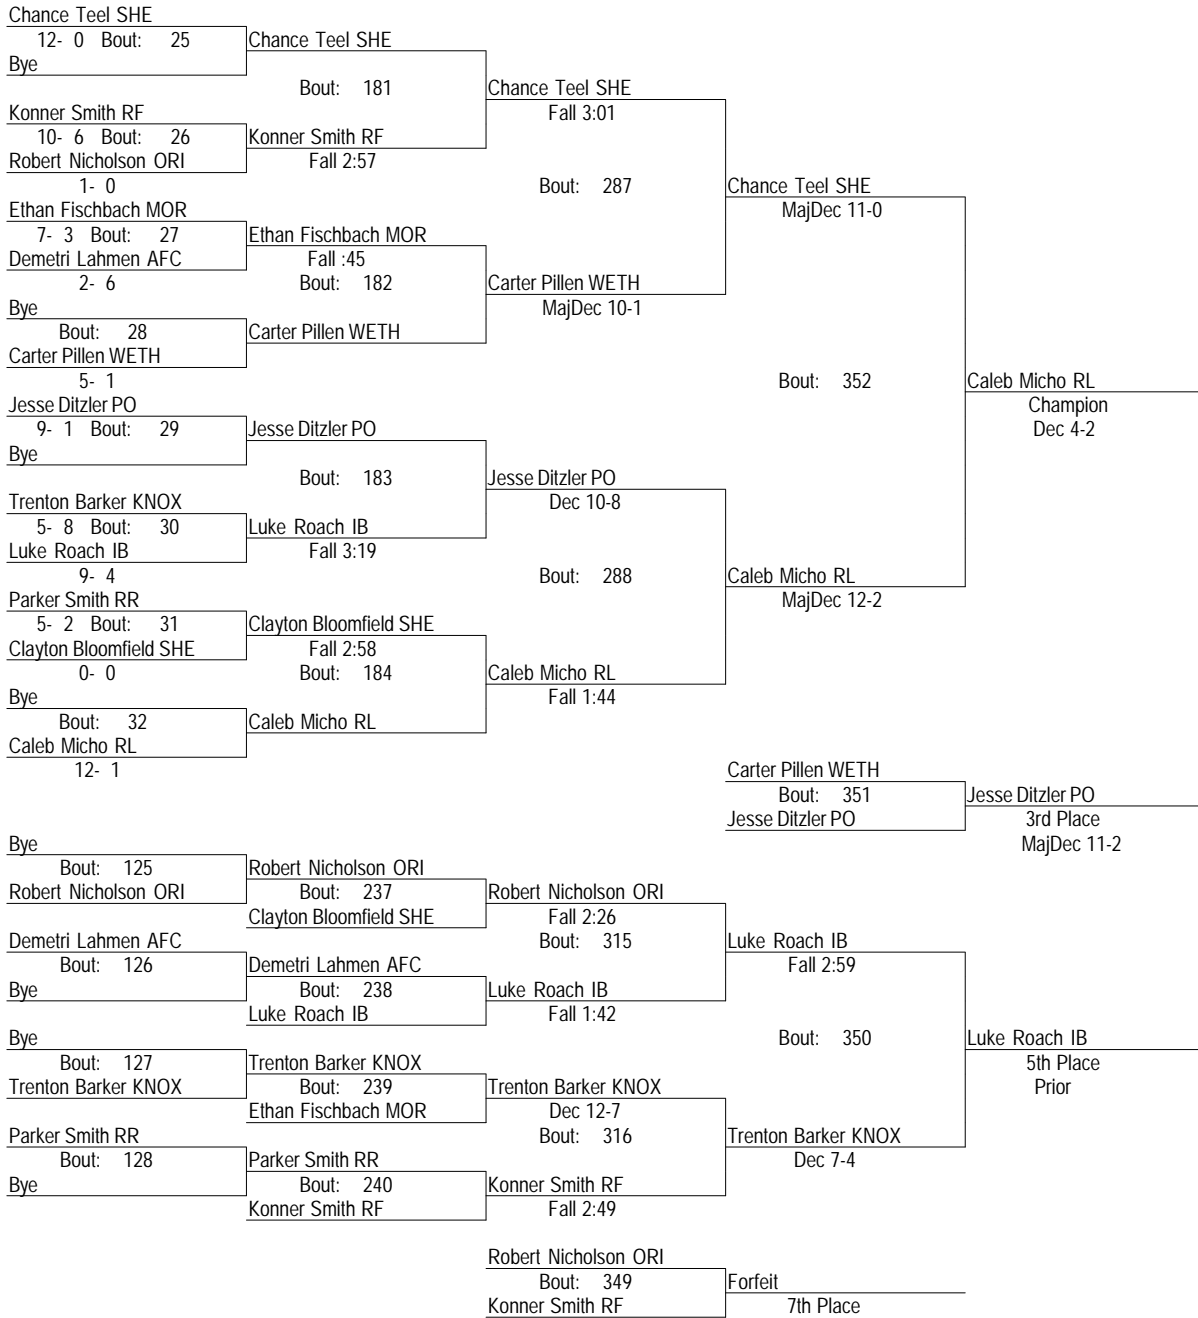 Chance Teel SHE
12- 0 Bout: 25 Chance Teel SHE
Bye
Bout: 181 Chance Teel SHE
Konner Smith RF Fall 3:01
10- 6 Bout: 26 Konner Smith RF
Robert Nicholson ORI Fall 2:57
1- 0 Bout: 287 Chance Teel SHE
Ethan Fischbach MOR MajDec 11-0
7- 3 Bout: 27 Ethan Fischbach MOR
Demetri Lahmen AFC Fall :45
2- 6 Bout: 182 Carter Pillen WETH
Bye MajDec 10-1
Bout: 28 Carter Pillen WETH
Carter Pillen WETH
5- 1 Bout: 352 Caleb Micho RL
Jesse Ditzler PO Champion
9- 1 Bout: 29 Jesse Ditzler PO Dec 4-2
Bye
Bout: 183 Jesse Ditzler PO
Trenton Barker KNOX Dec 10-8
5- 8 Bout: 30 Luke Roach IB
Luke Roach IB Fall 3:19
9- 4 Bout: 288 Caleb Micho RL
Parker Smith RR MajDec 12-2
5- 2 Bout: 31 Clayton Bloomfield SHE
Clayton Bloomfield SHE Fall 2:58
0- 0 Bout: 184 Caleb Micho RL
Bye Fall 1:44
Bout: 32 Caleb Micho RL
Caleb Micho RL
12- 1 Carter Pillen WETH
Bout: 351 Jesse Ditzler PO
Jesse Ditzler PO 3rd Place
Bye MajDec 11-2
Bout: 125 Robert Nicholson ORI
Robert Nicholson ORI Bout: 237 Robert Nicholson ORI
Clayton Bloomfield SHE Fall 2:26
Demetri Lahmen AFC Bout: 315 Luke Roach IB
Bout: 126 Demetri Lahmen AFC Fall 2:59
Bye Bout: 238 Luke Roach IB
Luke Roach IB Fall 1:42
Bye Bout: 350 Luke Roach IB
Bout: 127 Trenton Barker KNOX 5th Place
Trenton Barker KNOX Bout: 239 Trenton Barker KNOX Prior
Ethan Fischbach MOR Dec 12-7
Parker Smith RR Bout: 316 Trenton Barker KNOX
Bout: 128 Parker Smith RR Dec 7-4
Bye Bout: 240 Konner Smith RF
Konner Smith RF Fall 2:49
Robert Nicholson ORI
Bout: 349 Forfeit
Konner Smith RF 7th Place